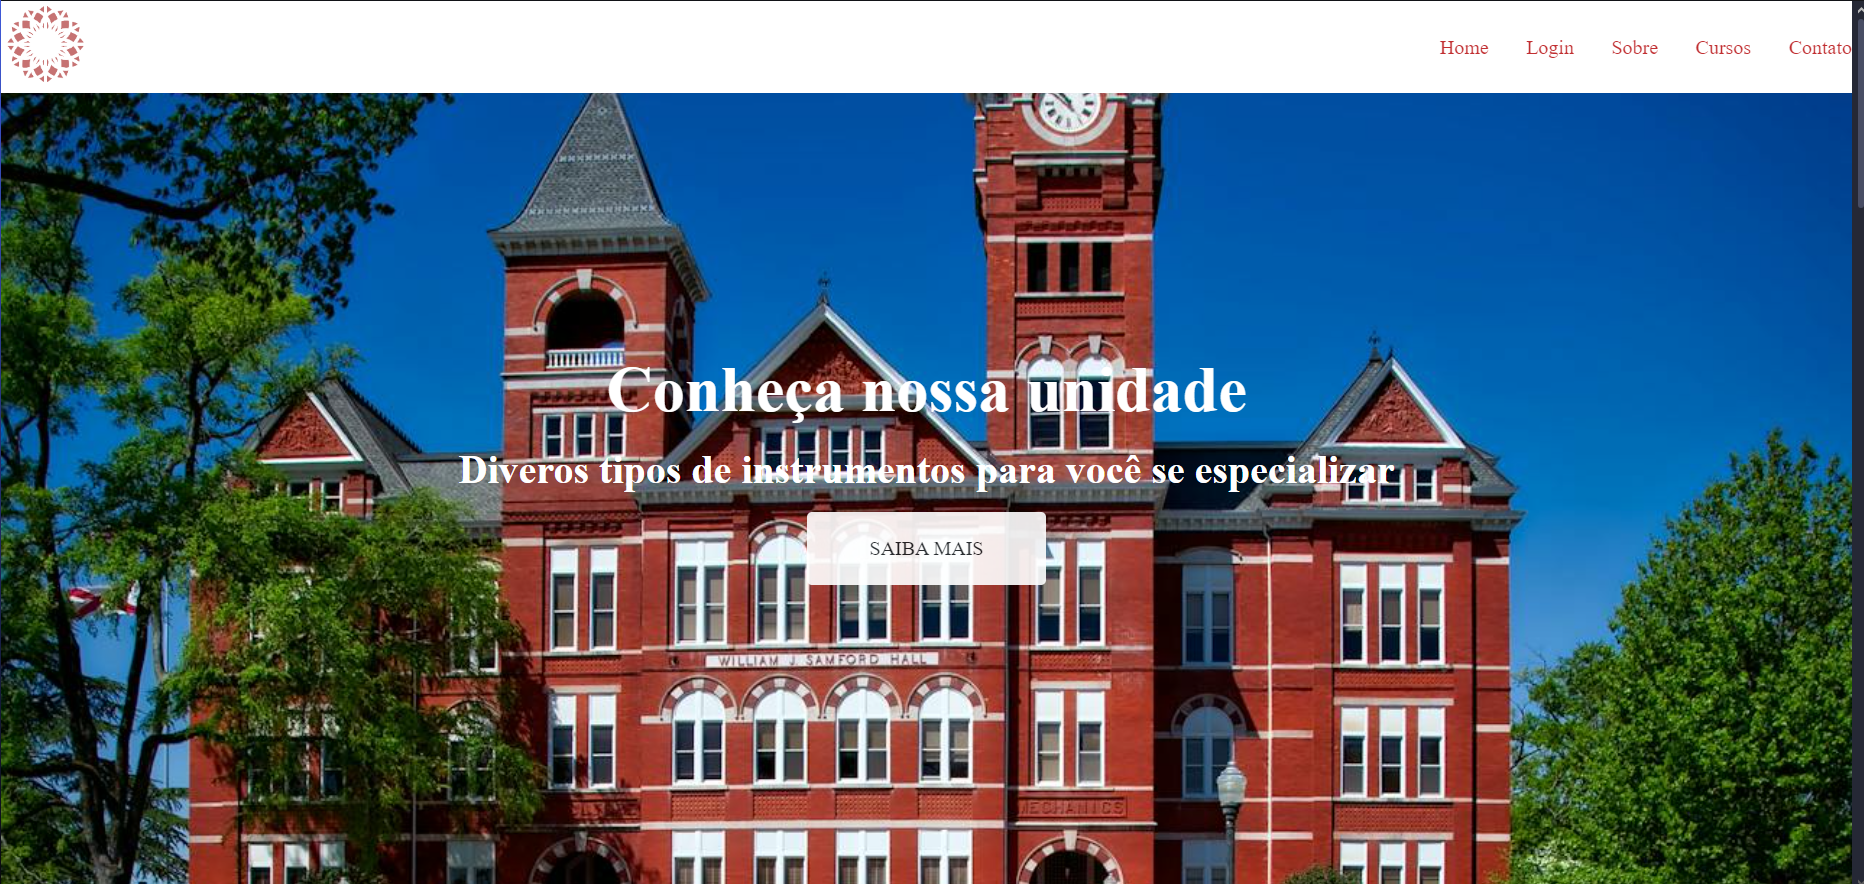 Home Login Sobre Cursos Contato
Conheça nossa unidade
Diveros tipos de instrumentos para você se especializar
SAIBA MAIS
WILLIAM J. SAMFORD HALL
MECHANICS